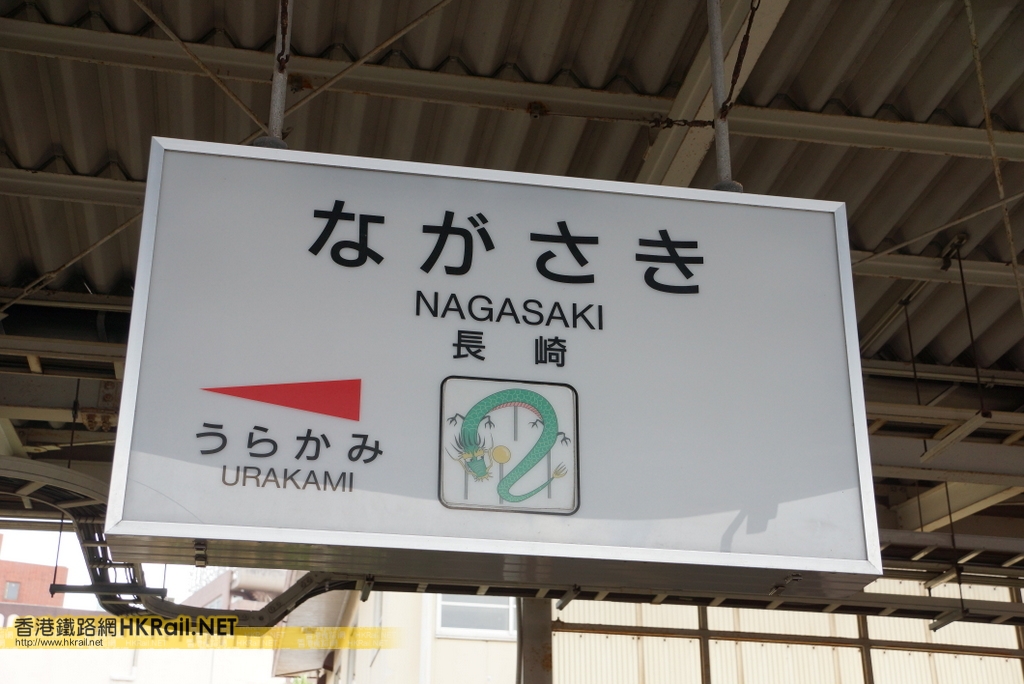 ながさき
NAGASAKI
長崎
うらかみ
URAKAMI
香港鐵路網HKRail.NET
http://www.hkrail.net